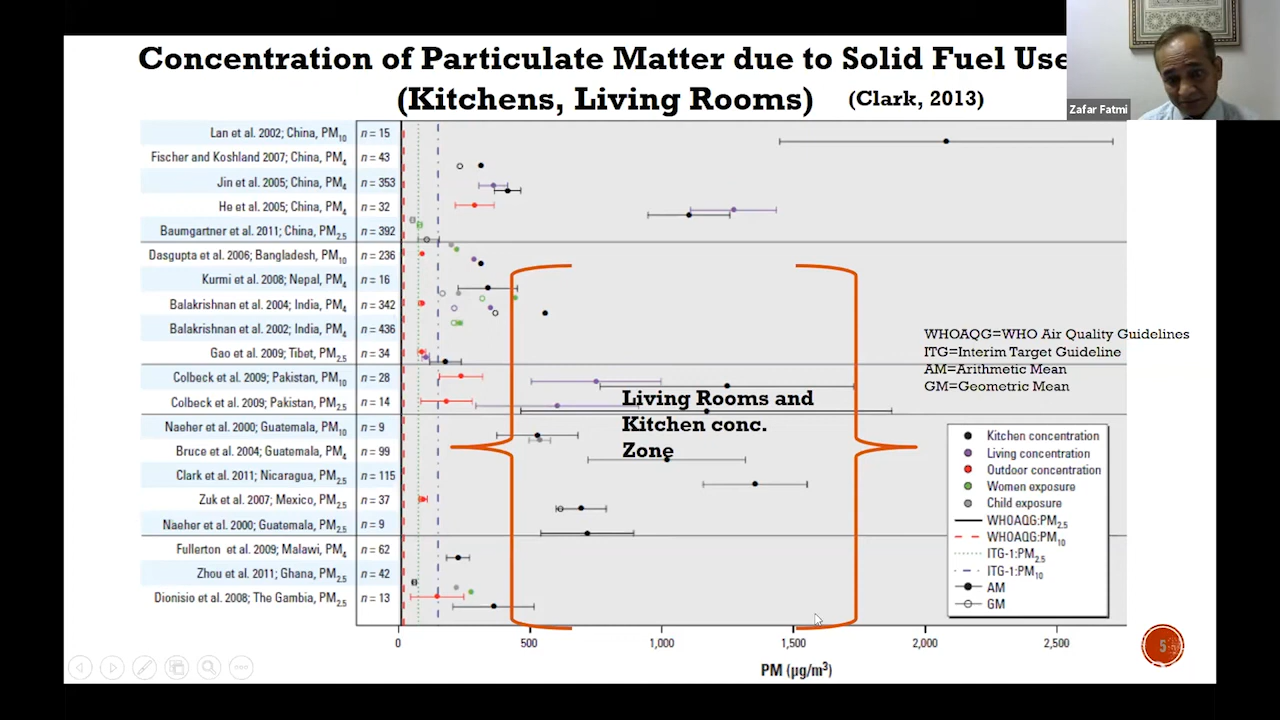 Concentration of Particulate Matter due to Solid Fuel Use
(Kitchens, Living Rooms) (Clark, 2013)
Zafar Fatmi
Lan et al. 2002; China, PM10 n = 15
Fischer and Koshland 2007; China, PM4 n = 43
Jin et al. 2005; China, PM4 n = 353
He et al. 2005; China, PM4 n = 32
Baumgartner et al. 2011; China, PM2.5 n = 392
Dasgupta et al. 2006; Bangladesh, PM10 n = 236
Kurmi et al. 2008; Nepal, PM4 n = 16
Balakrishnan et al. 2004; India, PM4 n = 342
Balakrishnan et al. 2002; India, PM4 n = 436
Gao et al. 2009; Tibet, PM2.5 n = 34
Colbeck et al. 2009; Pakistan, PM10 n = 28
Colbeck et al. 2009; Pakistan, PM2.5 n = 14
Naeher et al. 2000; Guatemala, PM10 n = 9
Bruce et al. 2004; Guatemala, PM4 n = 99
Clark et al. 2011; Nicaragua, PM2.5 n = 115
Zuk et al. 2007; Mexico, PM2.5 n = 37
Naeher et al. 2000; Guatemala, PM2.5 n = 9
Fullerton et al. 2009; Malawi, PM4 n = 62
Zhou et al. 2011; Ghana, PM2.5 n = 42
Dionisio et al. 2008; The Gambia, PM2.5 n = 13
Living Rooms and
Kitchen conc.
Zone
WHOAQG=WHO Air Quality Guidelines
ITG=Interim Target Guideline
AM=Arithmetic Mean
GM=Geometric Mean
Kitchen concentration
Living concentration
Outdoor concentration
Women exposure
Child exposure
WHOAQG:PM2.5
WHOAQG:PM10
ITG-1:PM2.5
ITG-1:PM10
AM
GM
0 500 1,000 1,500 2,000 2,500
PM (μg/m³)
5